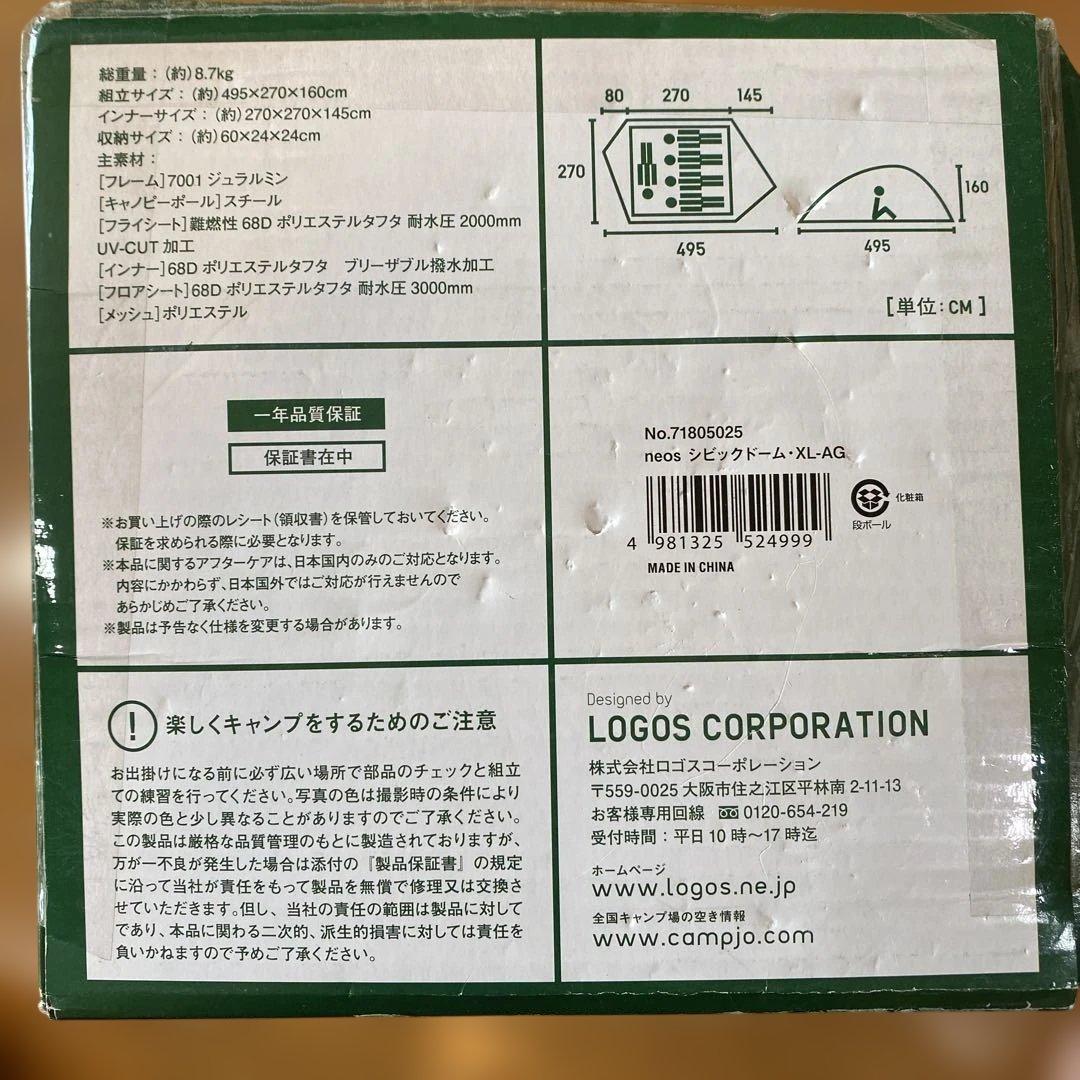 総重量：(約)8.7kg
組立サイズ：(約)495×270×160cm
インナーサイズ：(約)270×270×145cm
収納サイズ：(約)60×24×24cm
主素材：
[フレーム]7001 ジュラルミン
[キャノピーポール]スチール
[フライシート]難燃性 68D ポリエステルタフタ 耐水圧 2000mm
UV-CUT 加工
[インナー]68D ポリエステルタフタ ブリーザブル撥水加工
[フロアシート]68D ポリエステルタフタ 耐水圧 3000mm
[メッシュ]ポリエステル
80 270 145
270
495
160
495
[単位：CM]
一年品質保証
保証書在中
※お買い上げの際のレシート(領収書)を保管しておいてください。
保証を求められる際に必要となります。
※本品に関するアフターケアは、日本国内のみのご対応となります。
内容にかかわらず、日本国外ではご対応が行えませんので
あらかじめご了承ください。
※製品は予告なく仕様を変更する場合があります。
No.71805025
neos シビックドーム・XL-AG
4 981325 524999
MADE IN CHINA
化粧箱
段ボール
! 楽しくキャンプをするためのご注意
お出掛けになる前に必ず広い場所で部品のチェックと組立
ての練習を行ってください。写真の色は撮影時の条件により
実際の色と少し異なることがありますのでご了承ください。
この製品は厳格な品質管理のもとに製造されておりますが、
万が一不良が発生した場合は添付の『製品保証書』の規定
に沿って当社が責任をもって製品を無償で修理又は交換さ
せていただきます。但し、当社の責任の範囲は製品に対して
であり、本品に関わる二次的、派生的損害に対しては責任を
負いかねますので予めご了承ください。
Designed by
LOGOS CORPORATION
株式会社ロゴスコーポレーション
〒559-0025 大阪市住之江区平林南 2-11-13
お客様専用回線 0120-654-219
受付時間：平日 10 時〜17 時迄
ホームページ
www.logos.ne.jp
全国キャンプ場の空き情報
www.campjo.com